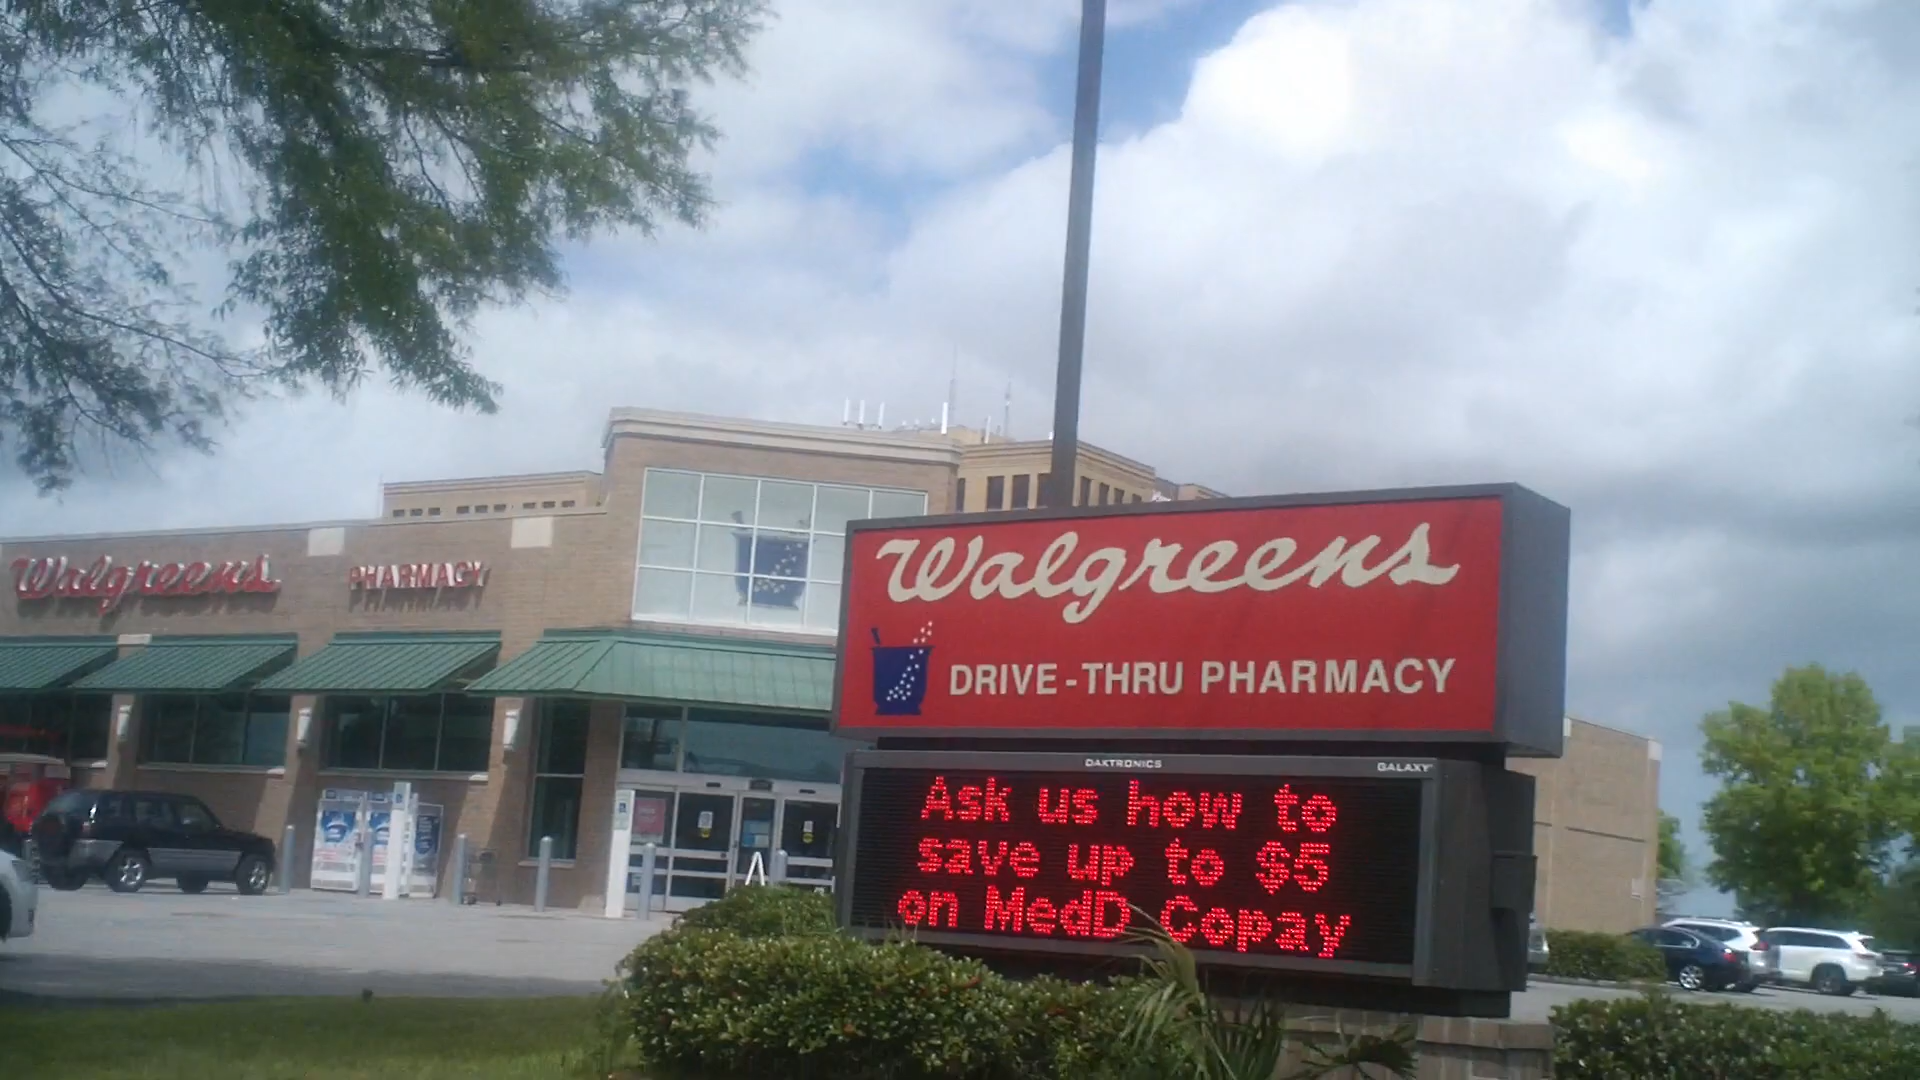 Walgreens
PHARMACY
Walgreens
DRIVE-THRU PHARMACY
DAKTRONICS
GALAXY
Ask us how to
save up to $5
on MedD Copay